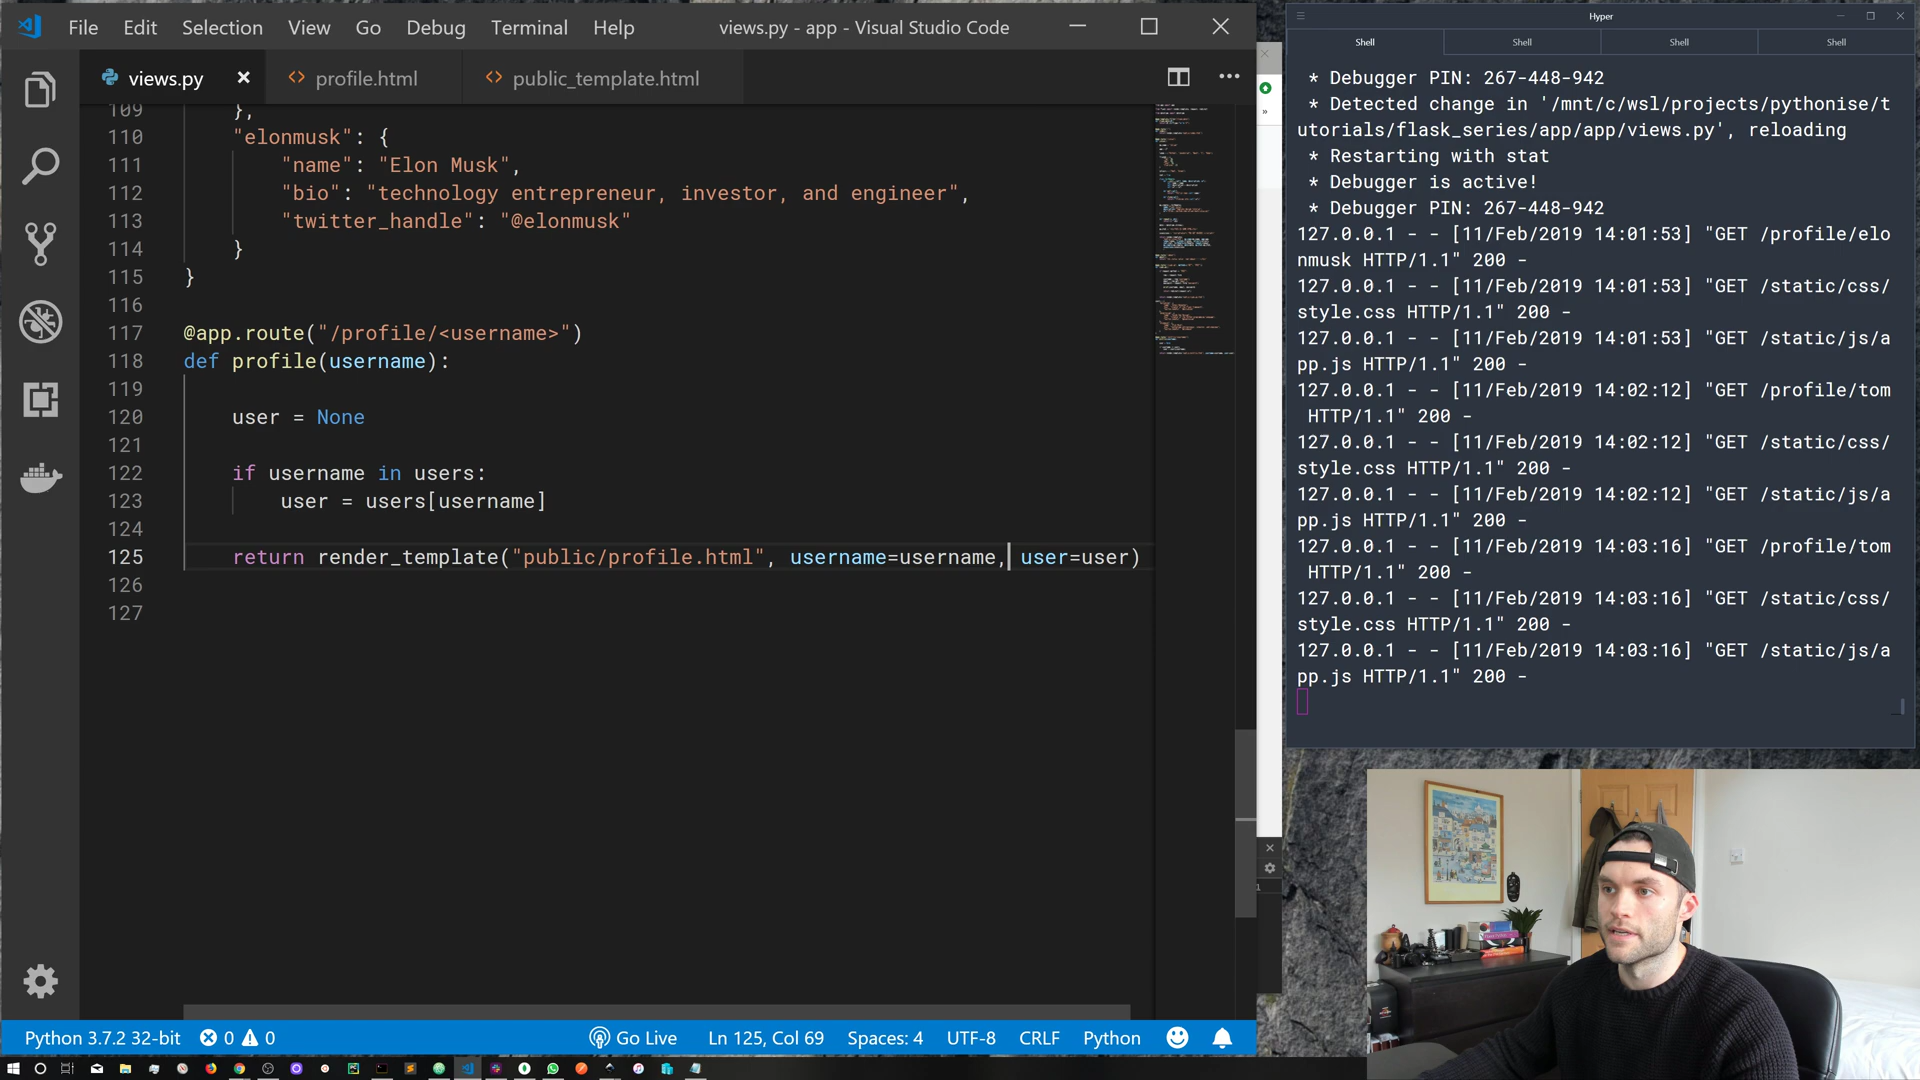 File Edit Selection View Go Debug Terminal Help
views.py - app - Visual Studio Code
views.py
profile.html
public_template.html
109 },
110 "elonmusk": {
111 "name": "Elon Musk",
112 "bio": "technology entrepreneur, investor, and engineer",
113 "twitter_handle": "@elonmusk"
114 }
115 }
116
117 @app.route("/profile/<username>")
118 def profile(username):
119
120 user = None
121
122 if username in users:
123 user = users[username]
124
125 return render_template("public/profile.html", username=username, user=user)
126
127
Python 3.7.2 32-bit 0 0 Go Live Ln 125, Col 69 Spaces: 4 UTF-8 CRLF Python
Hyper
Shell Shell Shell Shell
* Debugger PIN: 267-448-942
* Detected change in '/mnt/c/wsl/projects/pythonise/t
utorials/flask_series/app/app/views.py', reloading
* Restarting with stat
* Debugger is active!
* Debugger PIN: 267-448-942
127.0.0.1 - - [11/Feb/2019 14:01:53] "GET /profile/elo
nmusk HTTP/1.1" 200 -
127.0.0.1 - - [11/Feb/2019 14:01:53] "GET /static/css/
style.css HTTP/1.1" 200 -
127.0.0.1 - - [11/Feb/2019 14:01:53] "GET /static/js/a
pp.js HTTP/1.1" 200 -
127.0.0.1 - - [11/Feb/2019 14:02:12] "GET /profile/tom
HTTP/1.1" 200 -
127.0.0.1 - - [11/Feb/2019 14:02:12] "GET /static/css/
style.css HTTP/1.1" 200 -
127.0.0.1 - - [11/Feb/2019 14:02:12] "GET /static/js/a
pp.js HTTP/1.1" 200 -
127.0.0.1 - - [11/Feb/2019 14:03:16] "GET /profile/tom
HTTP/1.1" 200 -
127.0.0.1 - - [11/Feb/2019 14:03:16] "GET /static/css/
style.css HTTP/1.1" 200 -
127.0.0.1 - - [11/Feb/2019 14:03:16] "GET /static/js/a
pp.js HTTP/1.1" 200 -